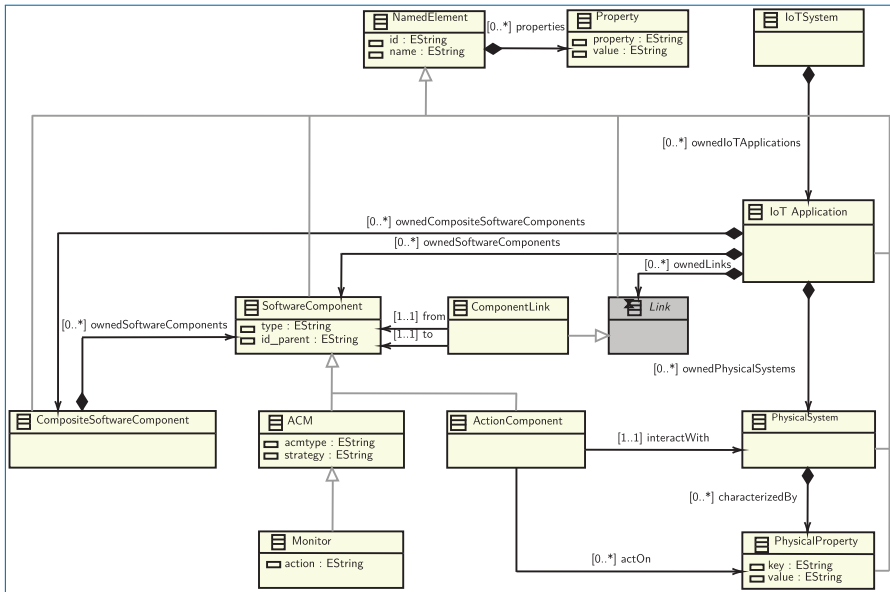 NamedElement
id : EString
name : EString
[0..*] properties
Property
property : EString
value : EString
IoTSystem
[0..*] ownedIoTApplications
IoT Application
[0..*] ownedCompositeSoftwareComponents
[0..*] ownedSoftwareComponents
[0..*] ownedLinks
SoftwareComponent
type : EString
id_parent : EString
[1..1] from
[1..1] to
ComponentLink
Link
[0..*] ownedSoftwareComponents
[0..*] ownedPhysicalSystems
CompositeSoftwareComponent
ACM
acmtype : EString
strategy : EString
ActionComponent
[1..1] interactWith
PhysicalSystem
[0..*] characterizedBy
Monitor
action : EString
[0..*] actOn
PhysicalProperty
key : EString
value : EString